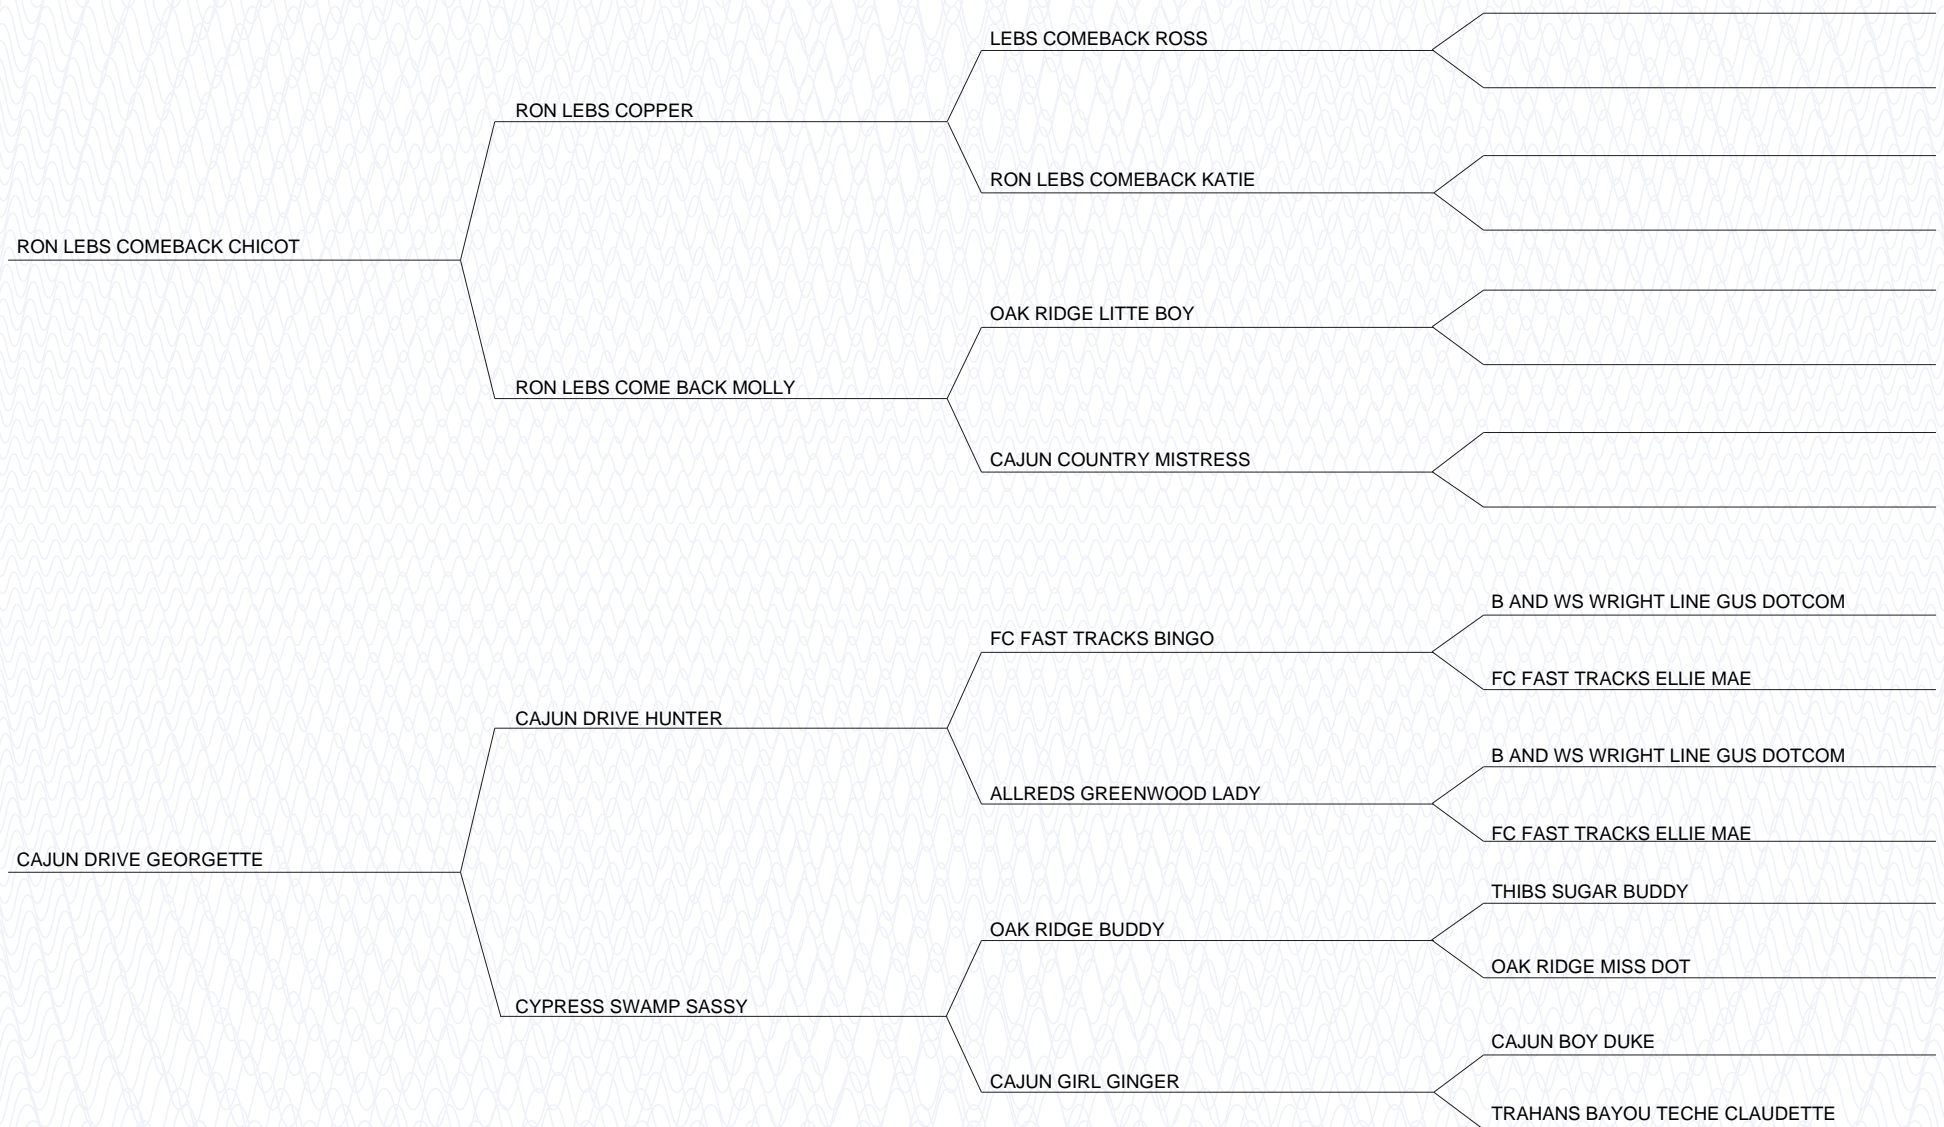 LEBS COMEBACK ROSS
RON LEBS COPPER
RON LEBS COMEBACK KATIE
RON LEBS COMEBACK CHICOT
OAK RIDGE LITTE BOY
RON LEBS COME BACK MOLLY
CAJUN COUNTRY MISTRESS
B AND WS WRIGHT LINE GUS DOTCOM
FC FAST TRACKS BINGO
FC FAST TRACKS ELLIE MAE
CAJUN DRIVE HUNTER
B AND WS WRIGHT LINE GUS DOTCOM
ALLREDS GREENWOOD LADY
FC FAST TRACKS ELLIE MAE
CAJUN DRIVE GEORGETTE
THIBS SUGAR BUDDY
OAK RIDGE BUDDY
OAK RIDGE MISS DOT
CYPRESS SWAMP SASSY
CAJUN BOY DUKE
CAJUN GIRL GINGER
TRAHANS BAYOU TECHE CLAUDETTE